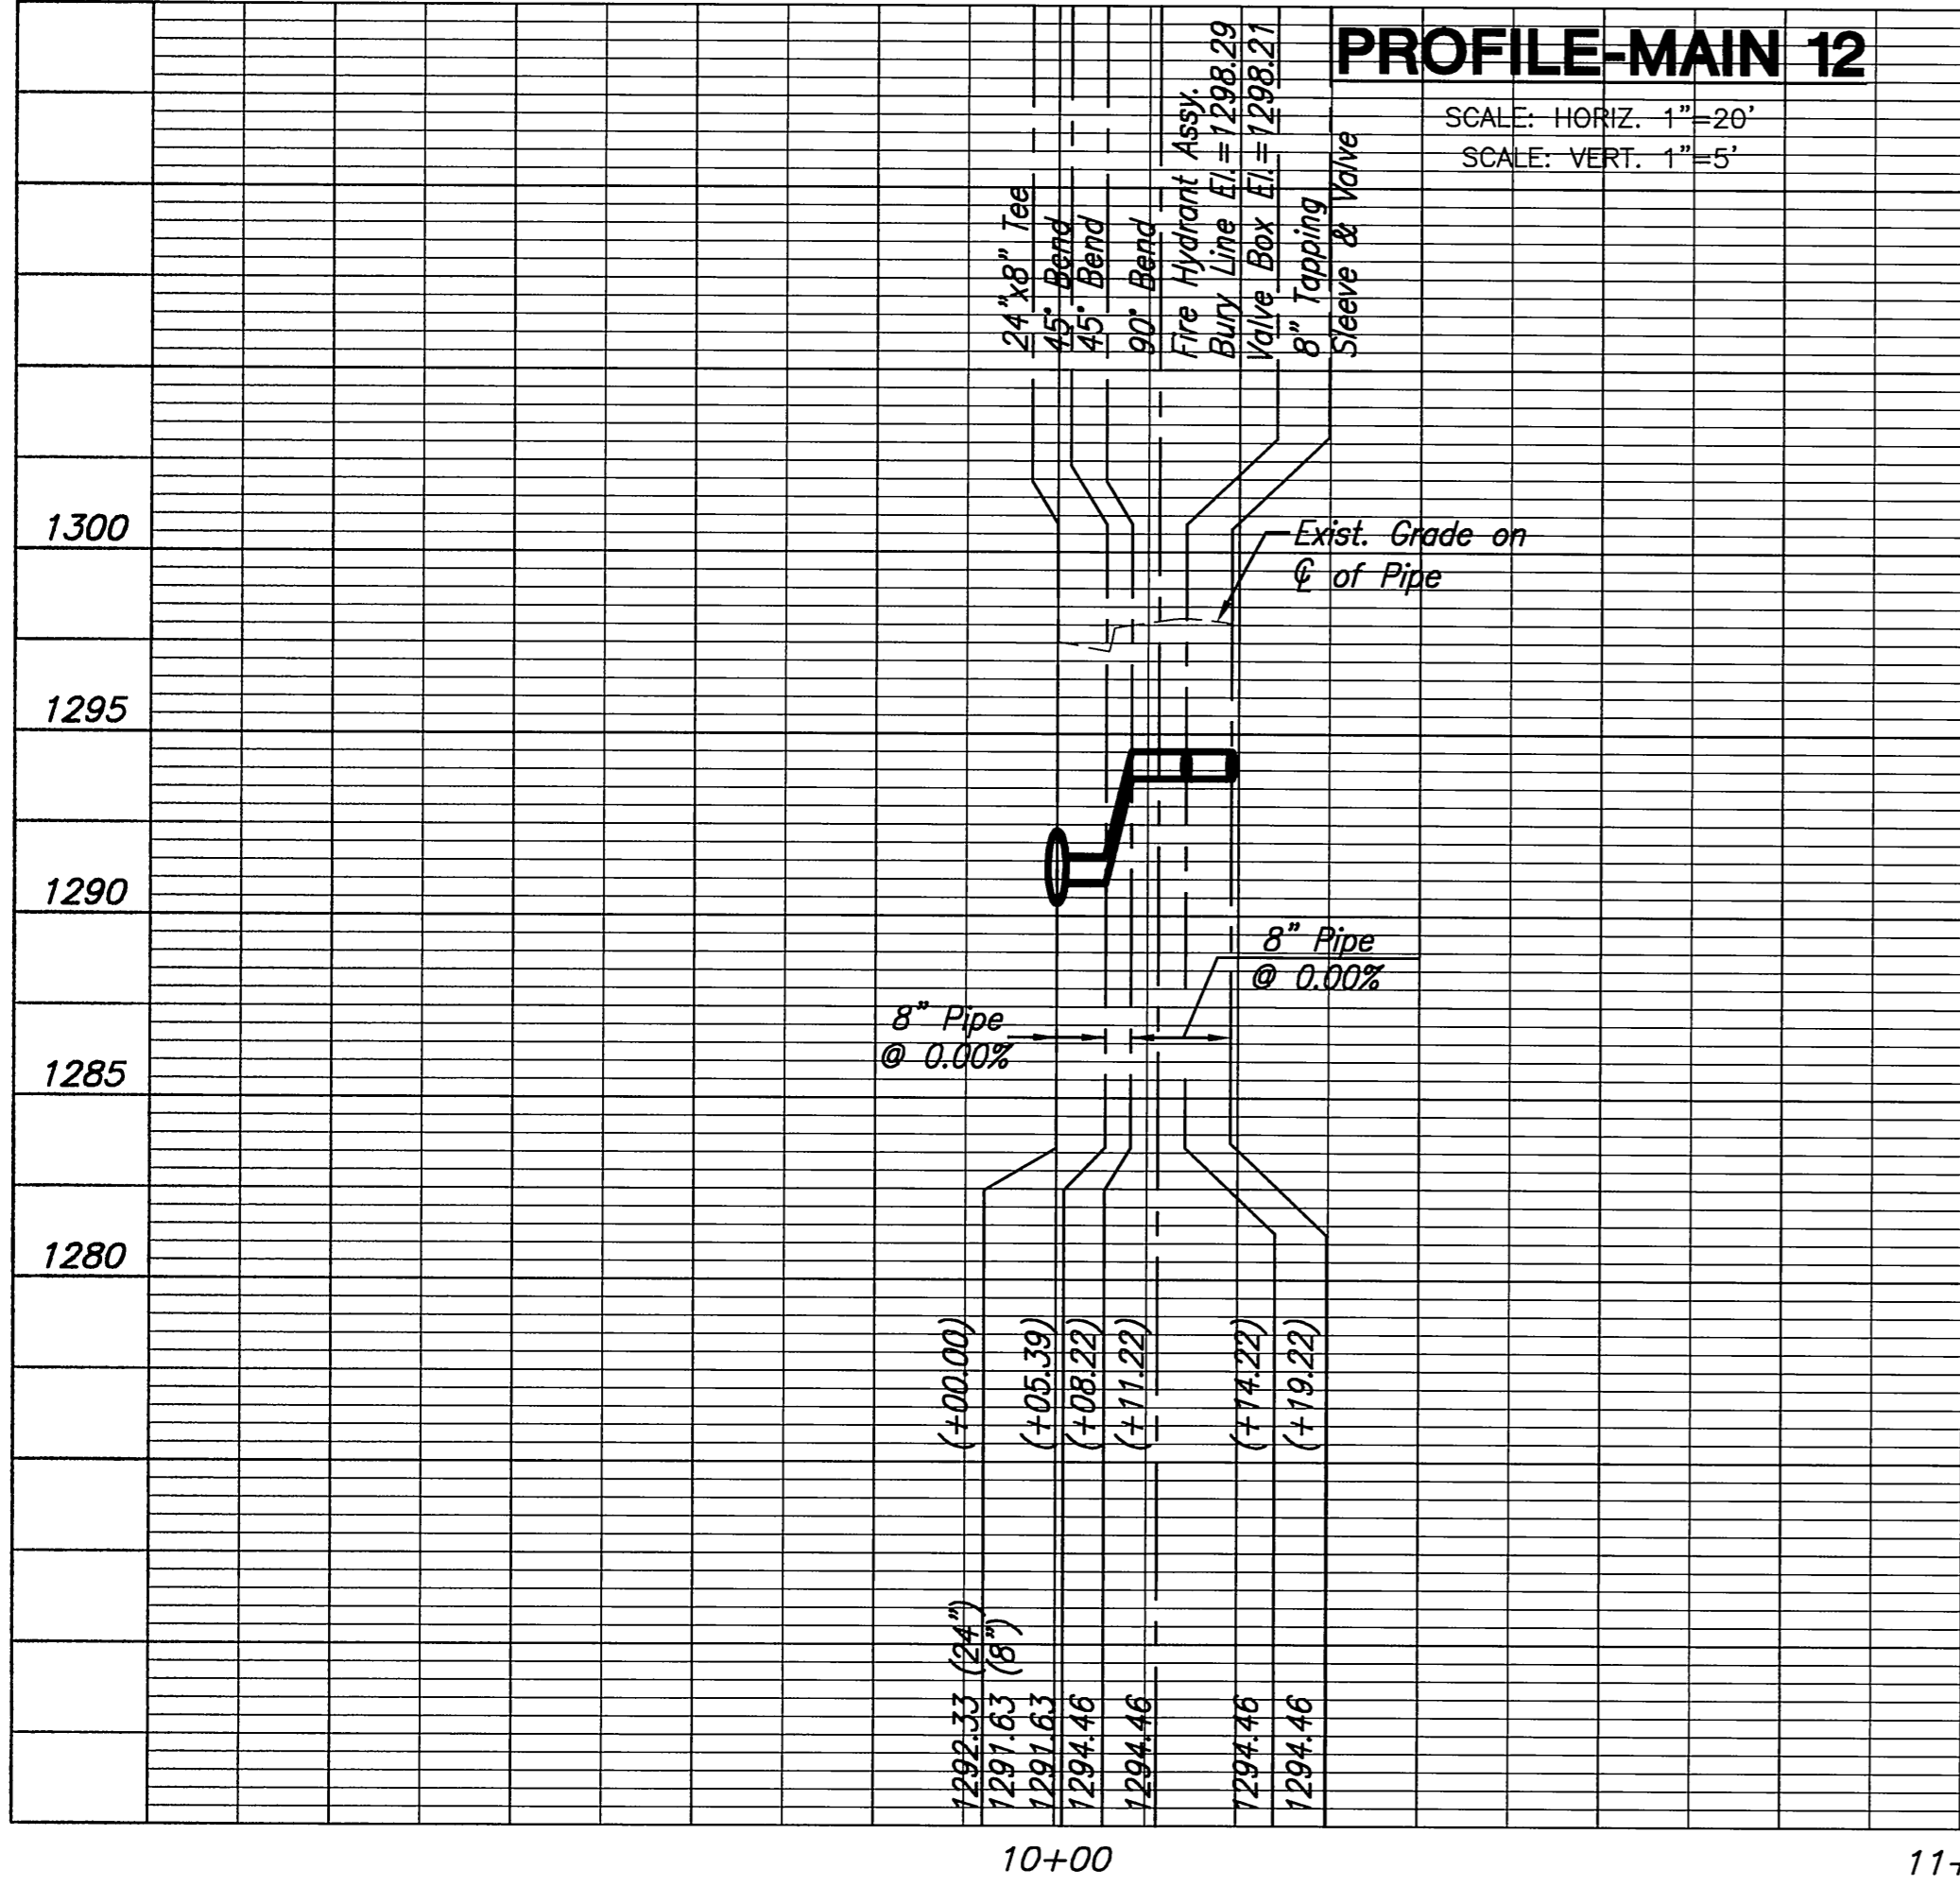 PROFILE-MAIN 12
SCALE: HORIZ. 1"=20'
SCALE: VERT. 1"=5'
24"x8" Tee
45° Bend
45° Bend
90° Bend
Fire Hydrant Assy.
Bury Line El.=1298.29
Valve Box El.=1298.21
8" Tapping
Sleeve & Valve
1300
Exist. Grade on
℄ of Pipe
1295
1290
8" Pipe
@ 0.00%
8" Pipe
@ 0.00%
1285
1280
(+00.00)
(+05.39)
(+08.22)
(+11.22)
(+14.22)
(+19.22)
1292.33 (24")
1291.63 (8")
1291.63
1294.46
1294.46
1294.46
1294.46
10+00
11+